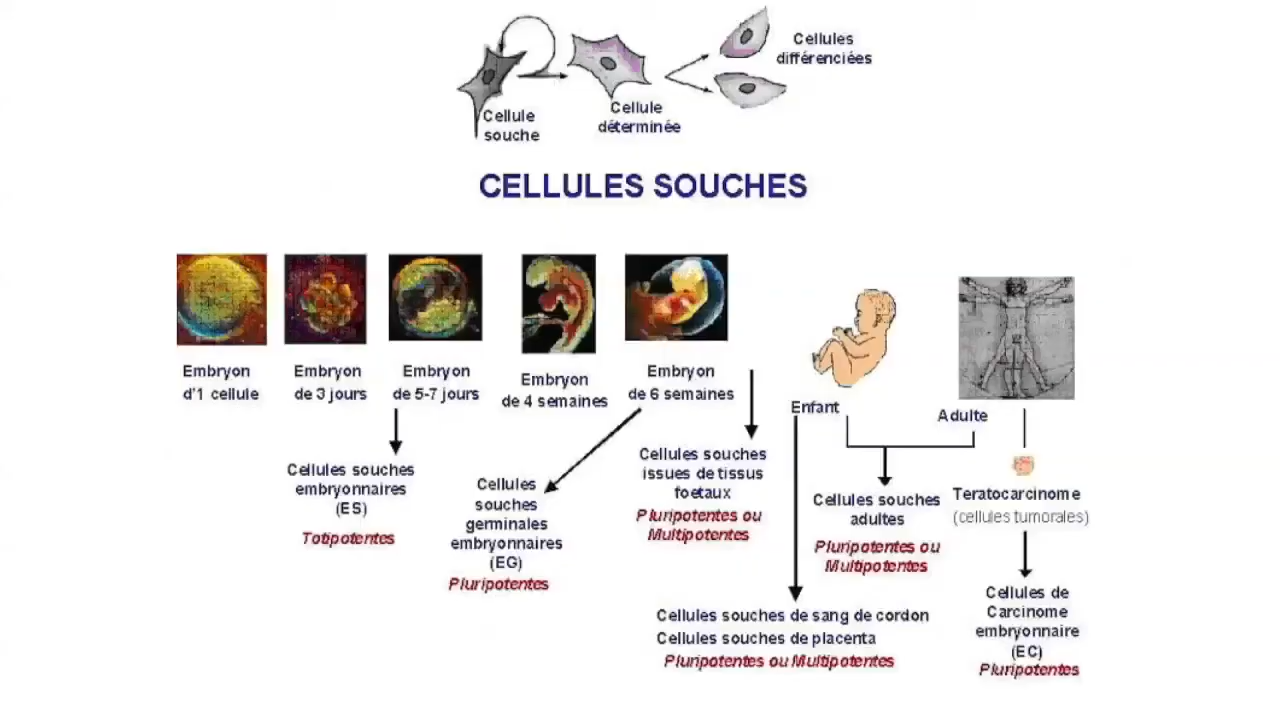 Cellules
différenciées
Cellule
souche
Cellule
déterminée
CELLULES SOUCHES
Embryon
d'1 cellule
Embryon
de 3 jours
Embryon
de 5-7 jours
Embryon
de 4 semaines
Embryon
de 6 semaines
Enfant
Adulte
Cellules souches
embryonnaires
(ES)
Totipotentes
Cellules
souches
germinales
embryonnaires
(EG)
Pluripotentes
Cellules souches
issues de tissus
foetaux
Pluripotentes ou
Multipotentes
Cellules souches de sang de cordon
Cellules souches de placenta
Pluripotentes ou Multipotentes
Cellules souches
adultes
Pluripotentes ou
Multipotentes
Teratocarcinome
(cellules tumorales)
Cellules de
Carcinome
embryonnaire
(EC)
Pluripotentes